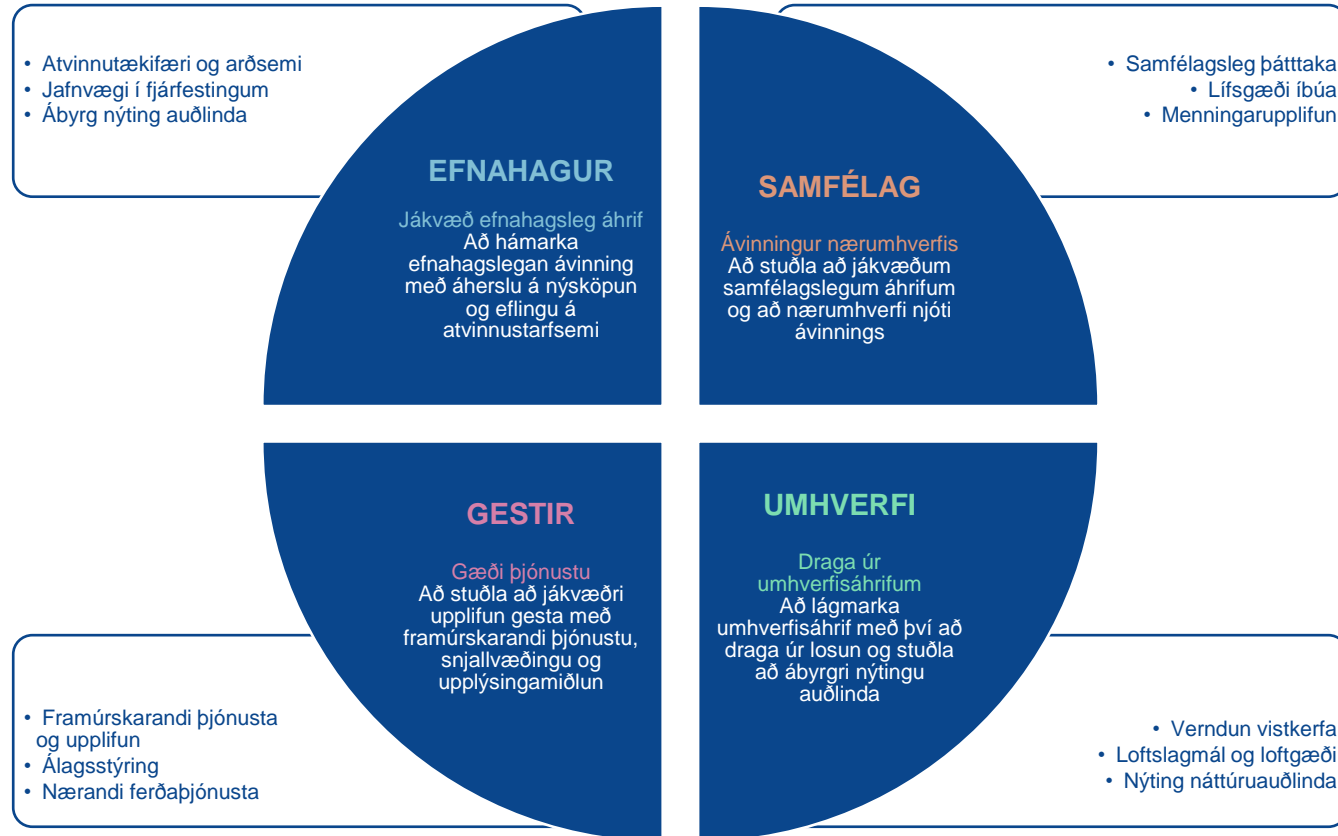 • Atvinnutækifæri og arðsemi
• Jafnvægi í fjárfestingum
• Ábyrg nýting auðlinda
EFNAHAGUR
Jákvæð efnahagsleg áhrif
Að hámarka
efnahagslegan ávinning
með áherslu á nýsköpun
og eflingu á
atvinnustarfsemi
• Samfélagsleg þátttaka
• Lífsgæði íbúa
• Menningarupplifun
SAMFÉLAG
Ávinningur nærumhverfis
Að stuðla að jákvæðum
samfélagslegum áhrifum
og að nærumhverfi njóti
ávinnings
GESTIR
Gæði þjónustu
Að stuðla að jákvæðri
upplifun gesta með
framúrskarandi þjónustu,
snjallvæðingu og
upplýsingamiðlun
• Framúrskarandi þjónusta
og upplifun
• Álagsstýring
• Nærandi ferðaþjónusta
UMHVERFI
Draga úr
umhverfisáhrifum
Að lágmarka
umhverfisáhrif með því að
draga úr losun og stuðla
að ábyrgri nýtingu
auðlinda
• Verndun vistkerfa
• Loftslagmál og loftgæði
• Nýting náttúruauðlinda